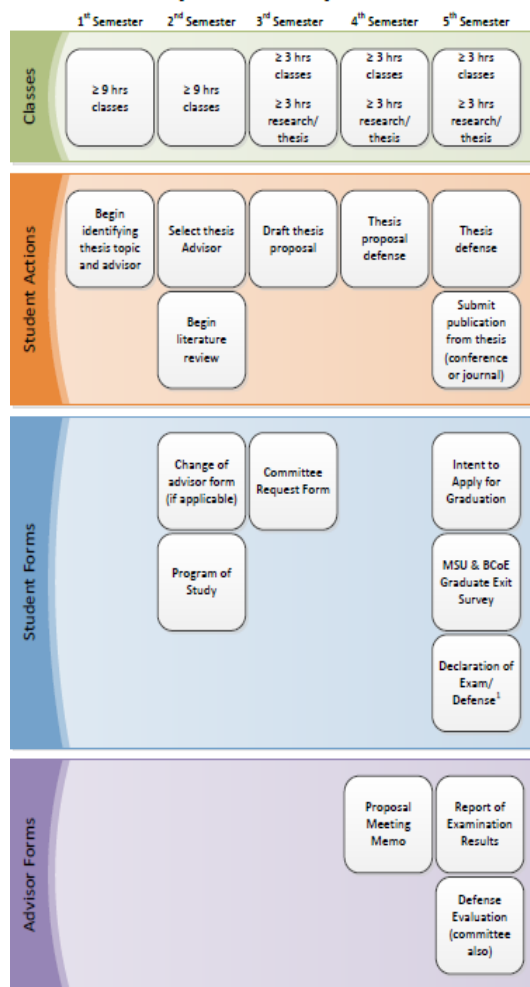 1st Semester 2nd Semester 3rd Semester 4th Semester 5th Semester
Classes
≥ 9 hrs
classes
≥ 9 hrs
classes
≥ 3 hrs
classes
≥ 3 hrs
research/
thesis
≥ 3 hrs
classes
≥ 3 hrs
research/
thesis
≥ 3 hrs
classes
≥ 3 hrs
research/
thesis
Student Actions
Begin
identifying
thesis topic
and advisor
Select thesis
Advisor
Draft thesis
proposal
Thesis
proposal
defense
Thesis
defense
Begin
literature
review
Submit
publication
from thesis
(conference
or journal)
Student Forms
Change of
advisor form
(if applicable)
Committee
Request Form
Intent to
Apply for
Graduation
Program of
Study
MSU & BCoE
Graduate Exit
Survey
Declaration of
Exam/
Defense1
Advisor Forms
Proposal
Meeting
Memo
Report of
Examination
Results
Defense
Evaluation
(committee
also)